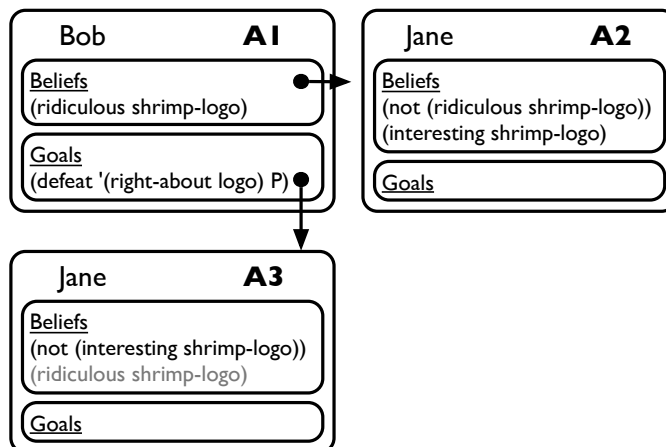 Bob A1
Beliefs
(ridiculous shrimp-logo)
Goals
(defeat '(right-about logo) P)
Jane A2
Beliefs
(not (ridiculous shrimp-logo))
(interesting shrimp-logo)
Goals
Jane A3
Beliefs
(not (interesting shrimp-logo))
(ridiculous shrimp-logo)
Goals